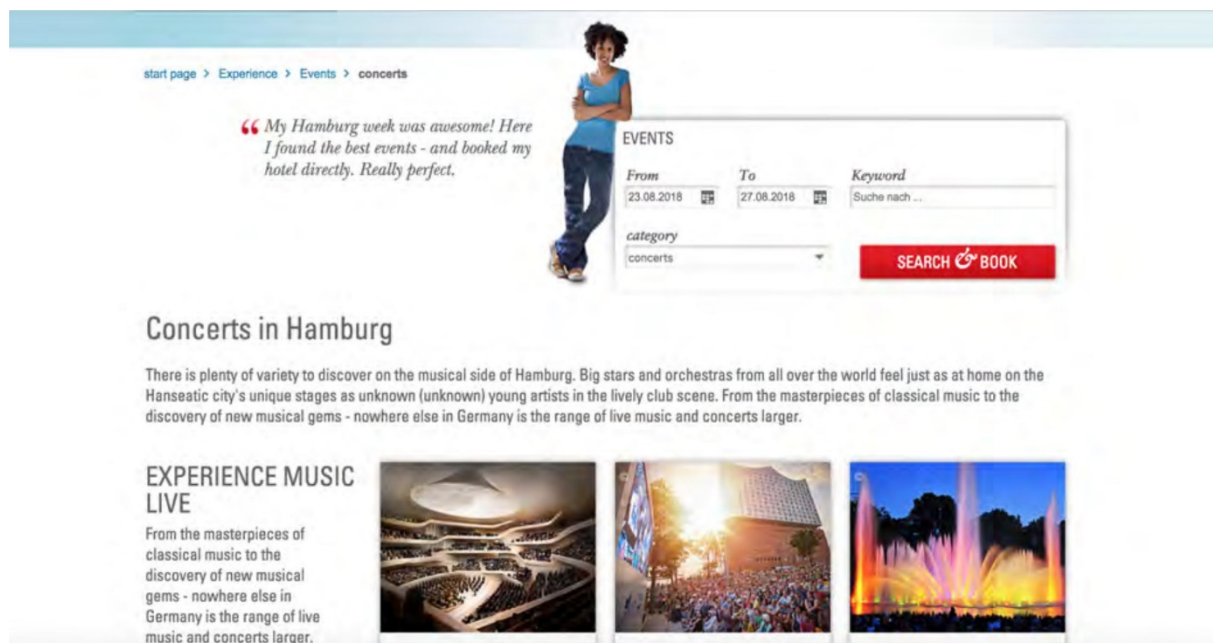 start page > Experience > Events > concerts
“ My Hamburg week was awesome! Here
I found the best events - and booked my
hotel directly. Really perfect.
EVENTS
From
To
Keyword
23.08.2018
27.08.2018
Suche nach ...
category
concerts
SEARCH & BOOK
Concerts in Hamburg
There is plenty of variety to discover on the musical side of Hamburg. Big stars and orchestras from all over the world feel just as at home on the
Hanseatic city's unique stages as unknown (unknown) young artists in the lively club scene. From the masterpieces of classical music to the
discovery of new musical gems - nowhere else in Germany is the range of live music and concerts larger.
EXPERIENCE MUSIC
LIVE
From the masterpieces of
classical music to the
discovery of new musical
gems - nowhere else in
Germany is the range of live
music and concerts larger.